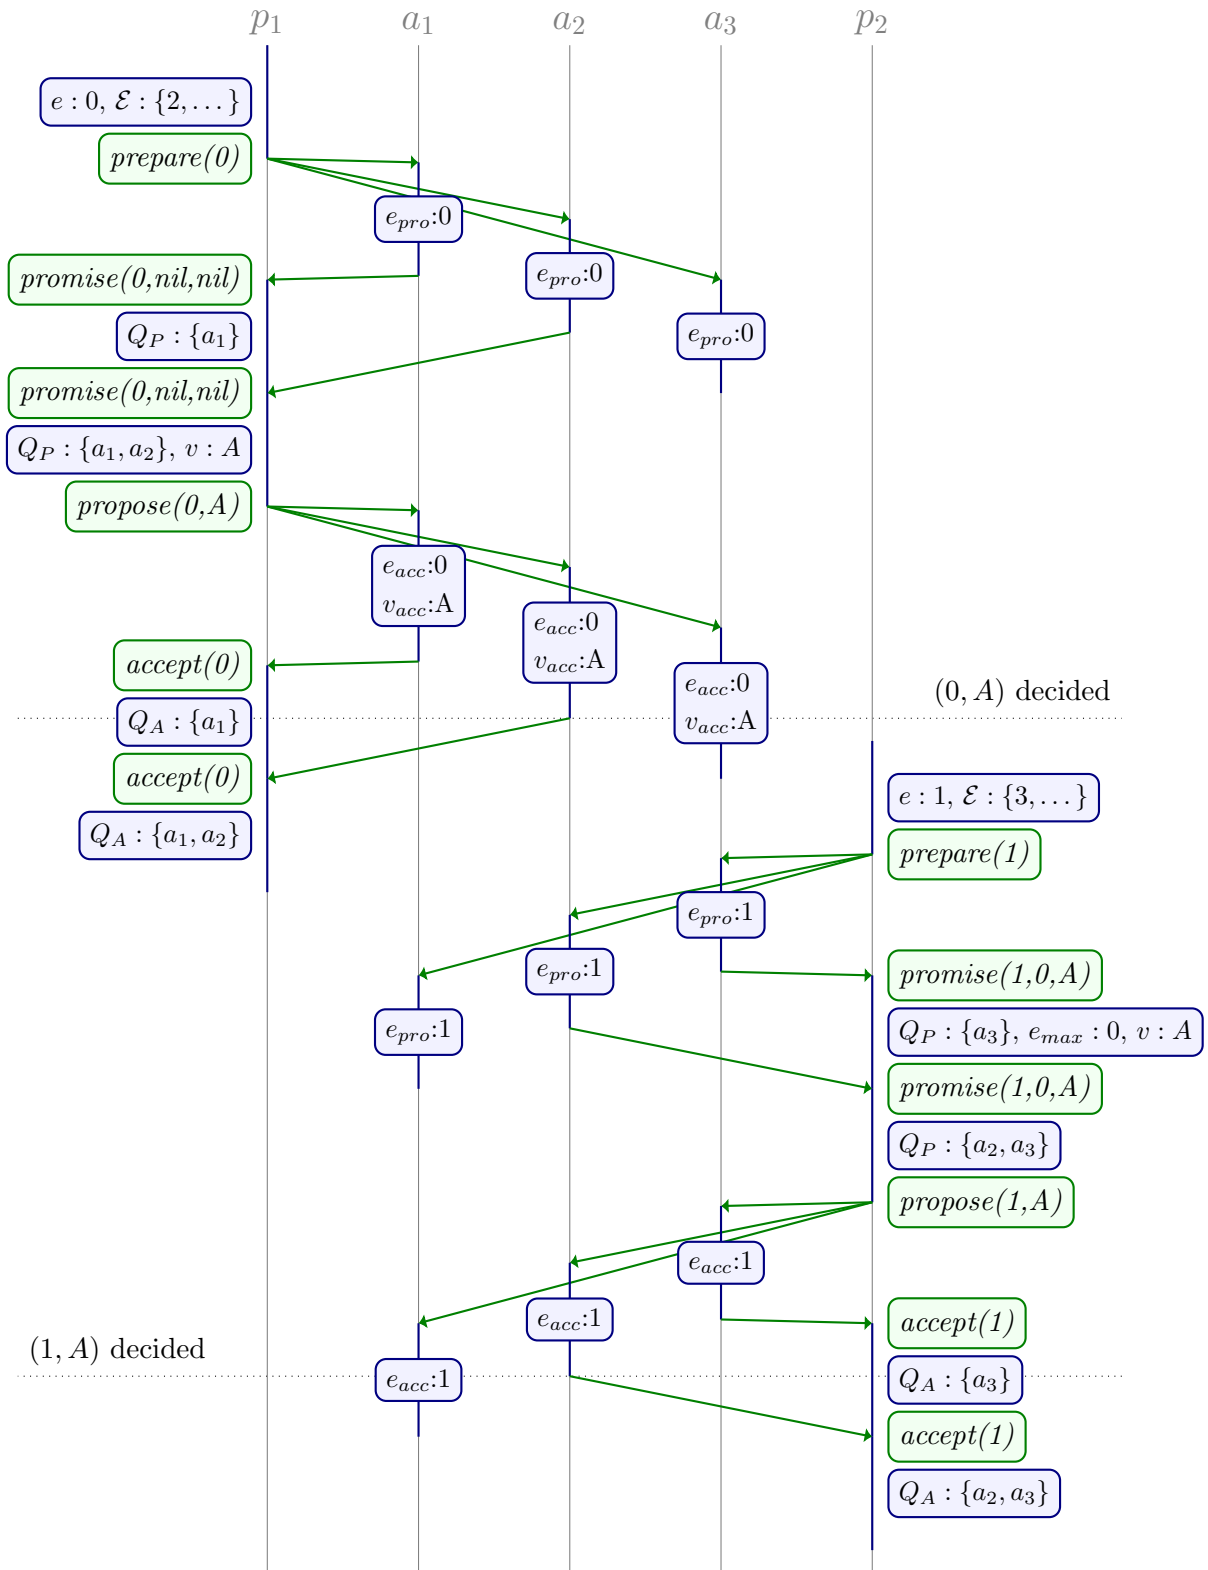 p₁ a₁ a₂ a₃ p₂
e : 0, ℰ : {2, … }
prepare(0)
e_pro:0
e_pro:0
promise(0,nil,nil)
Q_P : {a₁}
e_pro:0
promise(0,nil,nil)
Q_P : {a₁, a₂}, v : A
propose(0,A)
e_acc:0
v_acc:A
e_acc:0
v_acc:A
accept(0)
e_acc:0
v_acc:A
(0, A) decided
Q_A : {a₁}
accept(0)
e : 1, ℰ : {3, … }
Q_A : {a₁, a₂}
prepare(1)
e_pro:1
e_pro:1
promise(1,0,A)
e_pro:1
Q_P : {a₃}, e_max : 0, v : A
promise(1,0,A)
Q_P : {a₂, a₃}
propose(1,A)
e_acc:1
e_acc:1
accept(1)
(1, A) decided
e_acc:1
Q_A : {a₃}
accept(1)
Q_A : {a₂, a₃}